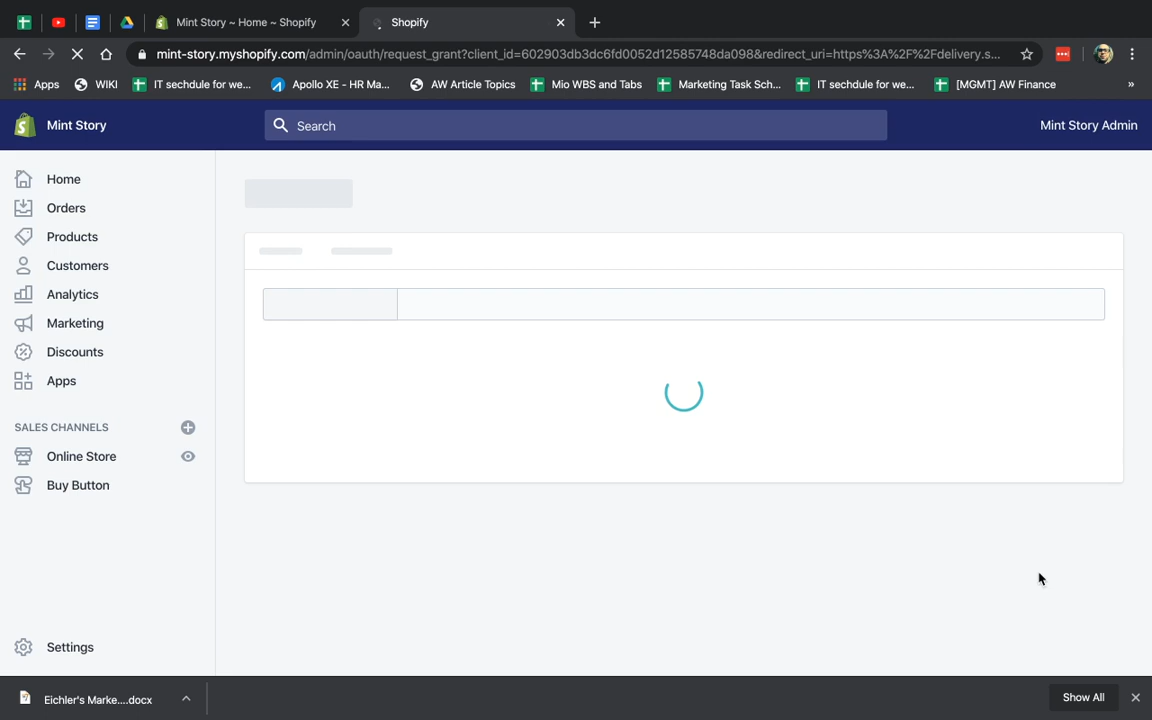 Mint Story ~ Home ~ Shopify
Shopify
mint-story.myshopify.com/admin/oauth/request_grant?client_id=602903db3dc6fd0052d12585748da098&redirect_uri=https%3A%2F%2Fdelivery.s...
Apps
WIKI
IT sechdule for we...
Apollo XE - HR Ma...
AW Article Topics
Mio WBS and Tabs
Marketing Task Sch...
IT sechdule for we...
[MGMT] AW Finance
»
Mint Story
Search
Mint Story Admin
Home
Orders
Products
Customers
Analytics
Marketing
Discounts
Apps
SALES CHANNELS
Online Store
Buy Button
Settings
Eichler's Marke....docx
Show All